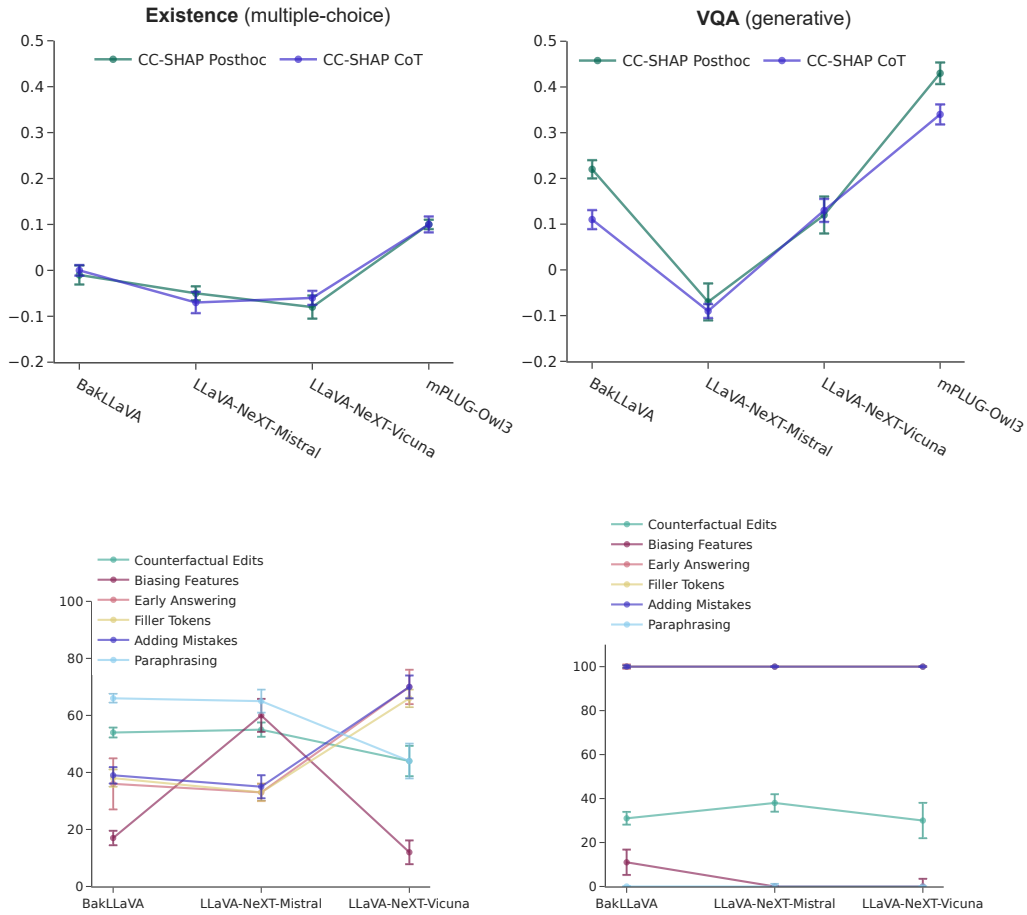 Existence (multiple-choice)
0.5
0.4
0.3
0.2
0.1
0
−0.1
−0.2
CC-SHAP Posthoc
CC-SHAP CoT
BakLLaVA
LLaVA-NeXT-Mistral
LLaVA-NeXT-Vicuna
mPLUG-Owl3
VQA (generative)
0.5
0.4
0.3
0.2
0.1
0
−0.1
−0.2
CC-SHAP Posthoc
CC-SHAP CoT
BakLLaVA
LLaVA-NeXT-Mistral
LLaVA-NeXT-Vicuna
mPLUG-Owl3
Counterfactual Edits
Biasing Features
Early Answering
Filler Tokens
Adding Mistakes
Paraphrasing
100
80
60
40
20
0
BakLLaVA
LLaVA-NeXT-Mistral
LLaVA-NeXT-Vicuna
Counterfactual Edits
Biasing Features
Early Answering
Filler Tokens
Adding Mistakes
Paraphrasing
100
80
60
40
20
0
BakLLaVA
LLaVA-NeXT-Mistral
LLaVA-NeXT-Vicuna